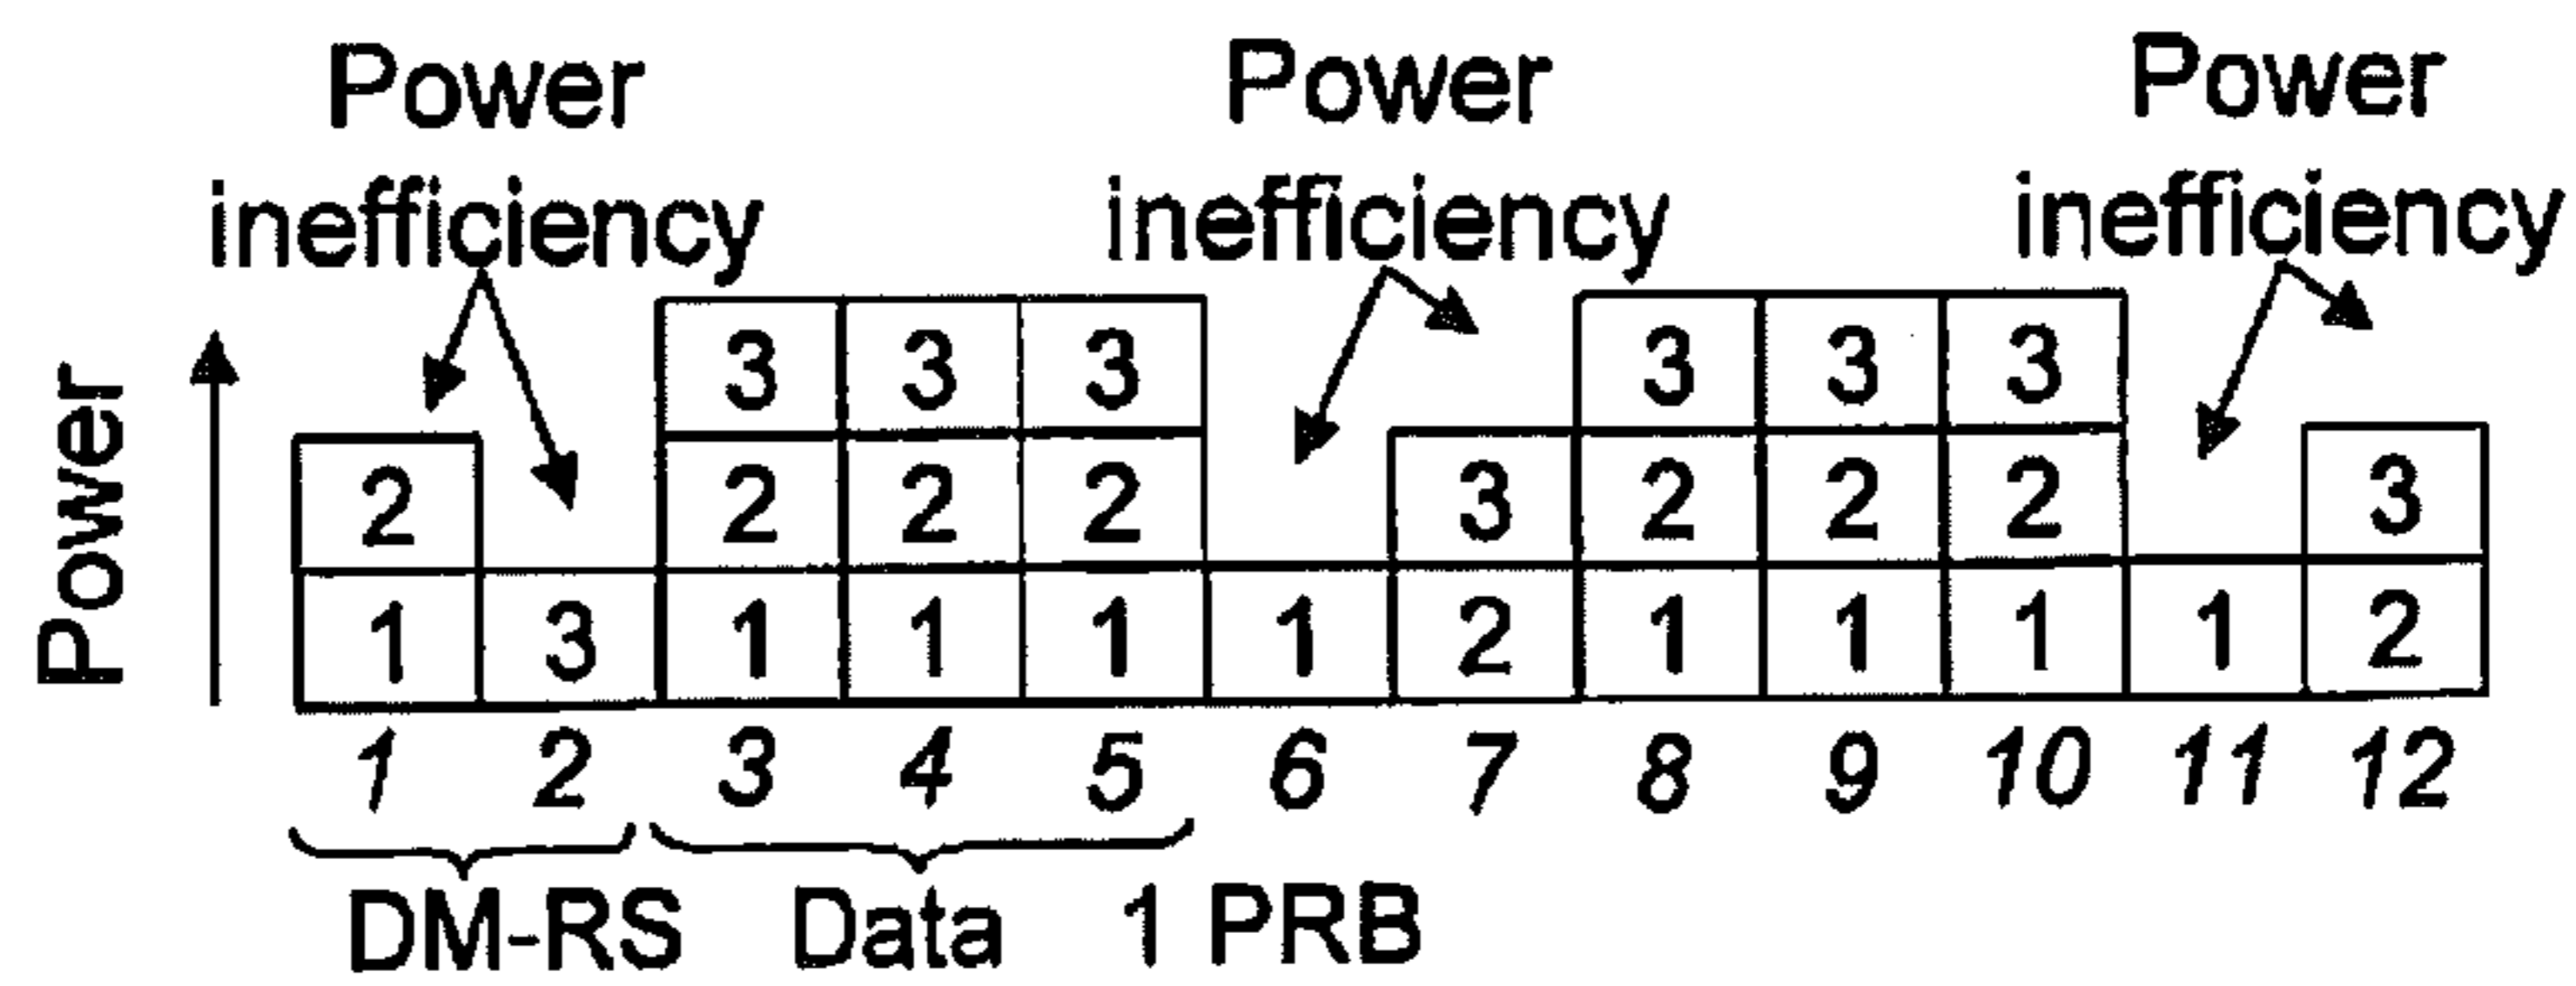 Power Power Power
inefficiency inefficiency inefficiency
Power
3 3 3 3 3 3
2 2 2 2 3 2 2 2 3
1 3 1 1 1 1 2 1 1 1 1 2
1 2 3 4 5 6 7 8 9 10 11 12
DM-RS Data 1 PRB